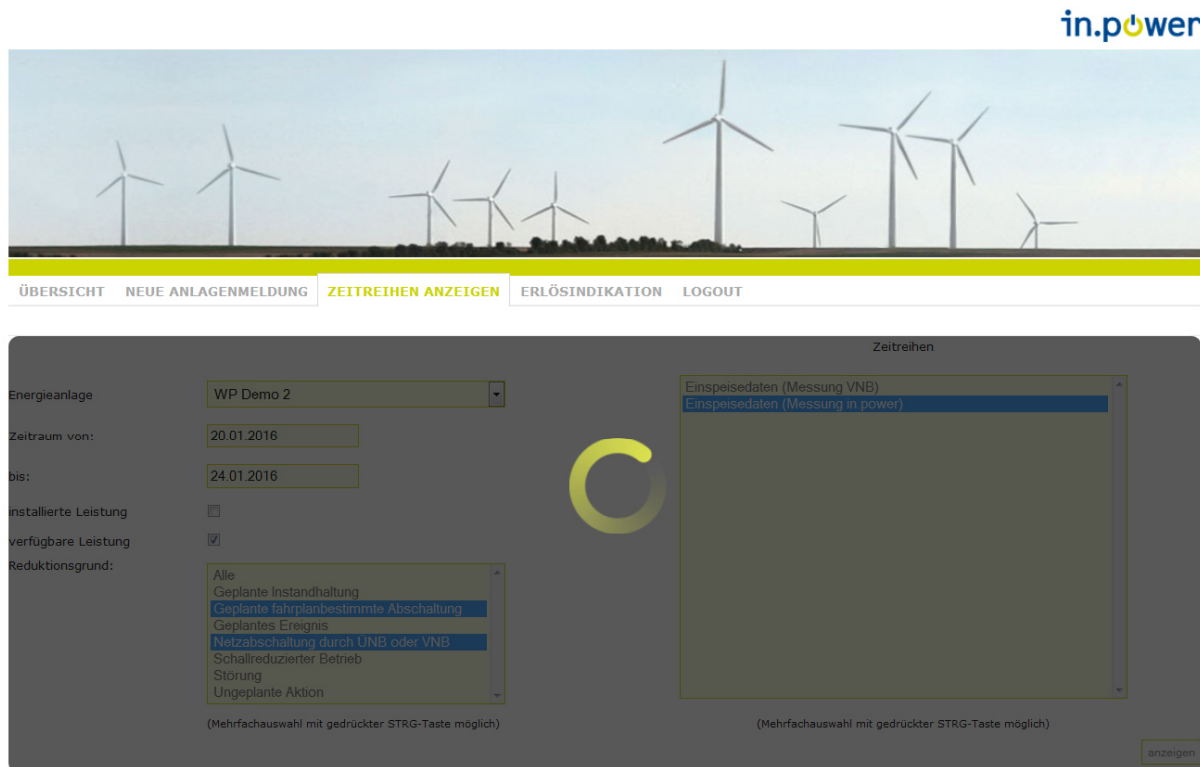 in.power
ÜBERSICHT NEUE ANLAGENMELDUNG ZEITREIHEN ANZEIGEN ERLÖSINDIKATION LOGOUT
Zeitreihen
Energieanlage
WP Demo 2
Zeitraum von:
20.01.2016
bis:
24.01.2016
installierte Leistung
verfügbare Leistung
Reduktionsgrund:
Alle
Geplante Instandhaltung
Geplante fahrplanbestimmte Abschaltung
Geplantes Ereignis
Netzabschaltung durch UNB oder VNB
Schallreduzierter Betrieb
Störung
Ungeplante Aktion
(Mehrfachauswahl mit gedrückter STRG-Taste möglich)
Einspeisedaten (Messung VNB)
Einspeisedaten (Messung in power)
(Mehrfachauswahl mit gedrückter STRG-Taste möglich)
anzeigen